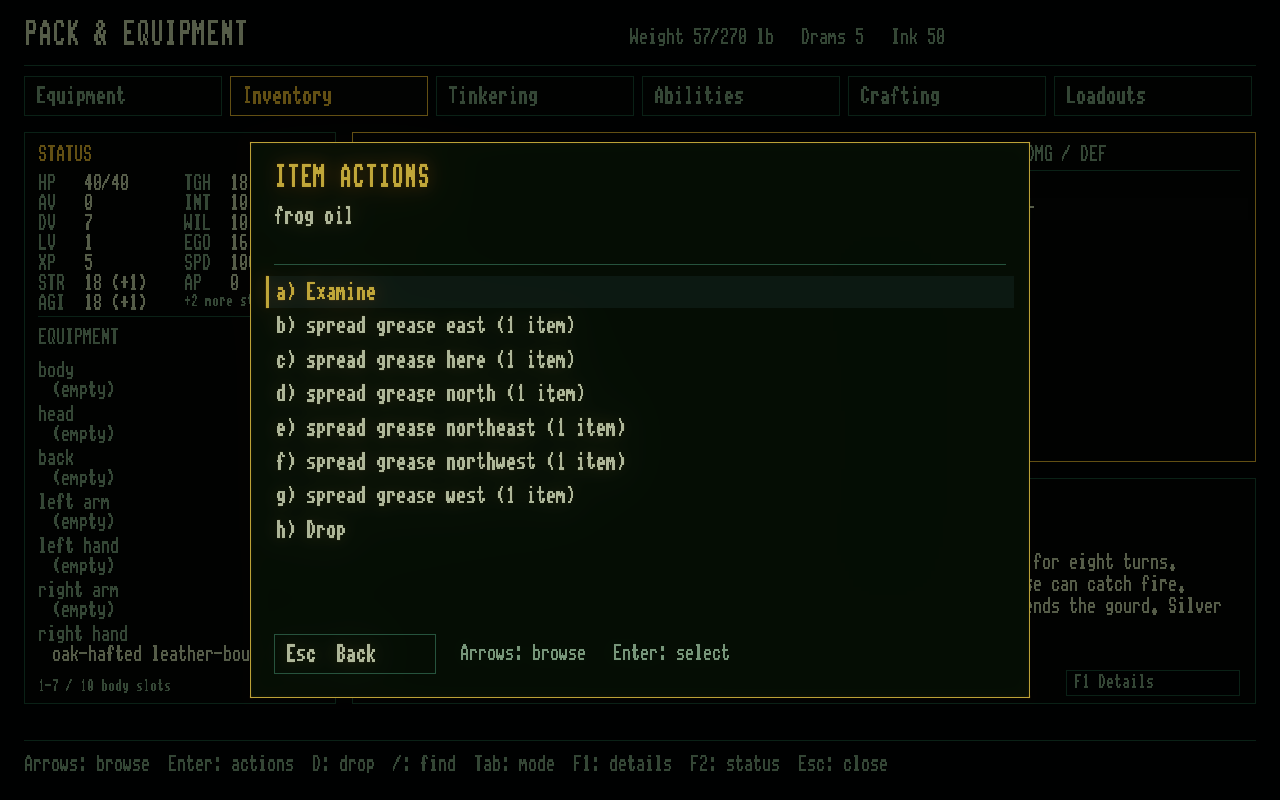 PACK & EQUIPMENT
Weight 57/270 lb Drams 5 Ink 50
Equipment Inventory Tinkering Abilities Crafting Loadouts
STATUS
HP 40/40 TGH 18
AV 0 INT 10
DV 7 WIL 10
LV 1 EGO 16
XP 5 SPD 10
STR 18 (+1) AP 0
AGI 18 (+1) +2 more
EQUIPMENT
body
(empty)
head
(empty)
back
(empty)
left arm
(empty)
left hand
(empty)
right arm
(empty)
right hand
oak-hafted leather-bou
1-7 / 10 body slots
ITEM ACTIONS
frog oil
a) Examine
b) spread grease east (1 item)
c) spread grease here (1 item)
d) spread grease north (1 item)
e) spread grease northeast (1 item)
f) spread grease northwest (1 item)
g) spread grease west (1 item)
h) Drop
Esc Back Arrows: browse Enter: select
DMG / DEF
for eight turns.
can catch fire.
the gourd. Silver
F1 Details
Arrows: browse Enter: actions D: drop /: find Tab: mode F1: details F2: status Esc: close